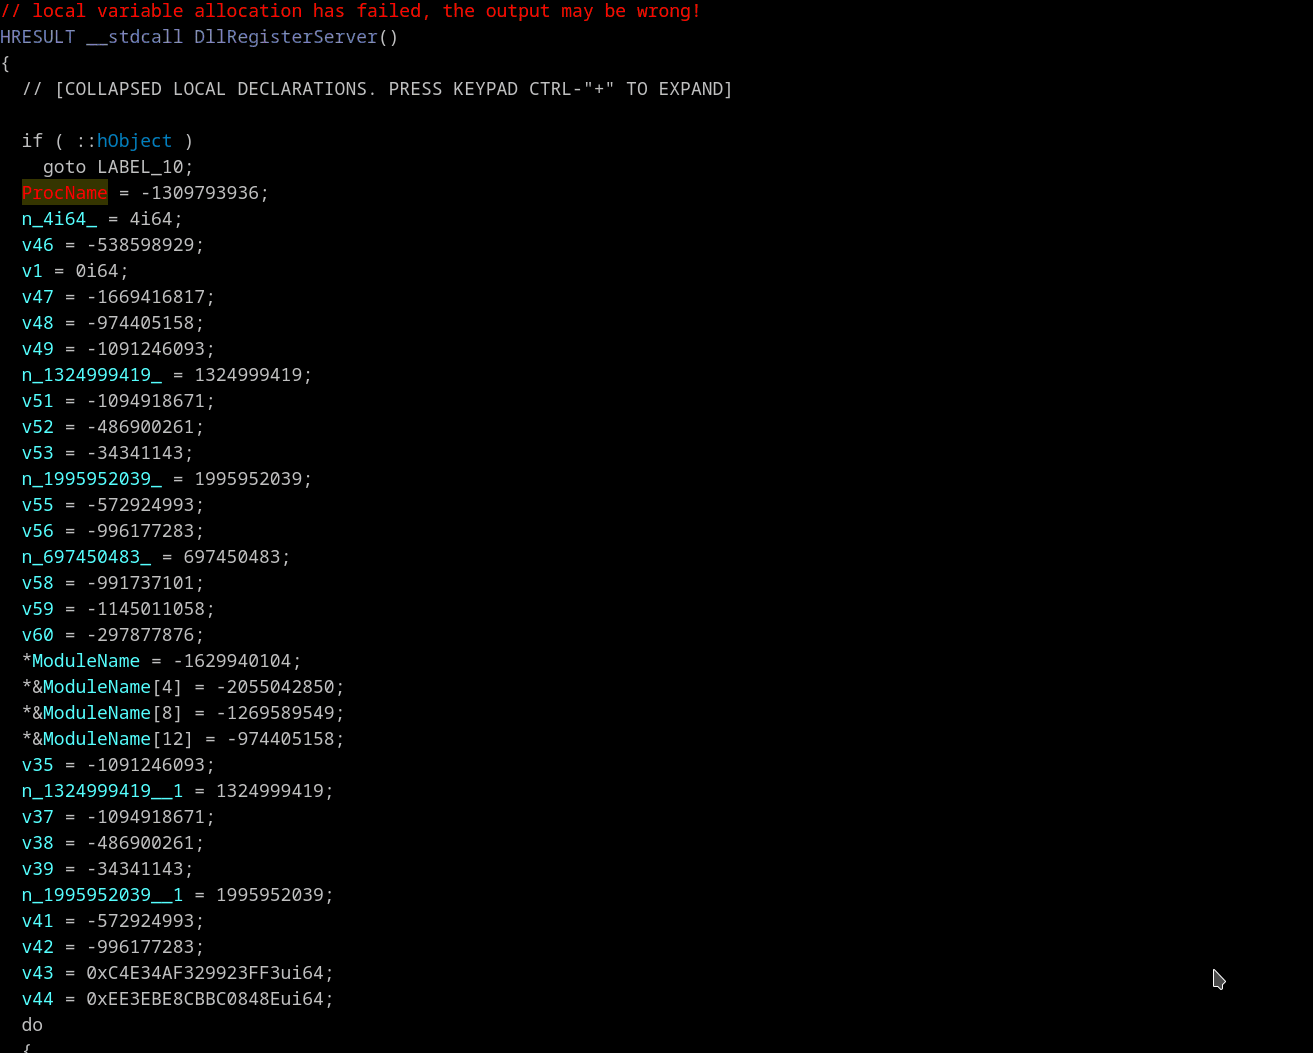 // local variable allocation has failed, the output may be wrong!
HRESULT __stdcall DllRegisterServer()
{
  // [COLLAPSED LOCAL DECLARATIONS. PRESS KEYPAD CTRL-"+" TO EXPAND]

  if ( ::hObject )
    goto LABEL_10;
  ProcName = -1309793936;
  n_4i64_ = 4i64;
  v46 = -538598929;
  v1 = 0i64;
  v47 = -1669416817;
  v48 = -974405158;
  v49 = -1091246093;
  n_1324999419_ = 1324999419;
  v51 = -1094918671;
  v52 = -486900261;
  v53 = -34341143;
  n_1995952039_ = 1995952039;
  v55 = -572924993;
  v56 = -996177283;
  n_697450483_ = 697450483;
  v58 = -991737101;
  v59 = -1145011058;
  v60 = -297877876;
  *ModuleName = -1629940104;
  *&ModuleName[4] = -2055042850;
  *&ModuleName[8] = -1269589549;
  *&ModuleName[12] = -974405158;
  v35 = -1091246093;
  n_1324999419__1 = 1324999419;
  v37 = -1094918671;
  v38 = -486900261;
  v39 = -34341143;
  n_1995952039__1 = 1995952039;
  v41 = -572924993;
  v42 = -996177283;
  v43 = 0xC4E34AF329923FF3ui64;
  v44 = 0xEE3EBE8CBBC0848Eui64;
  do
  {